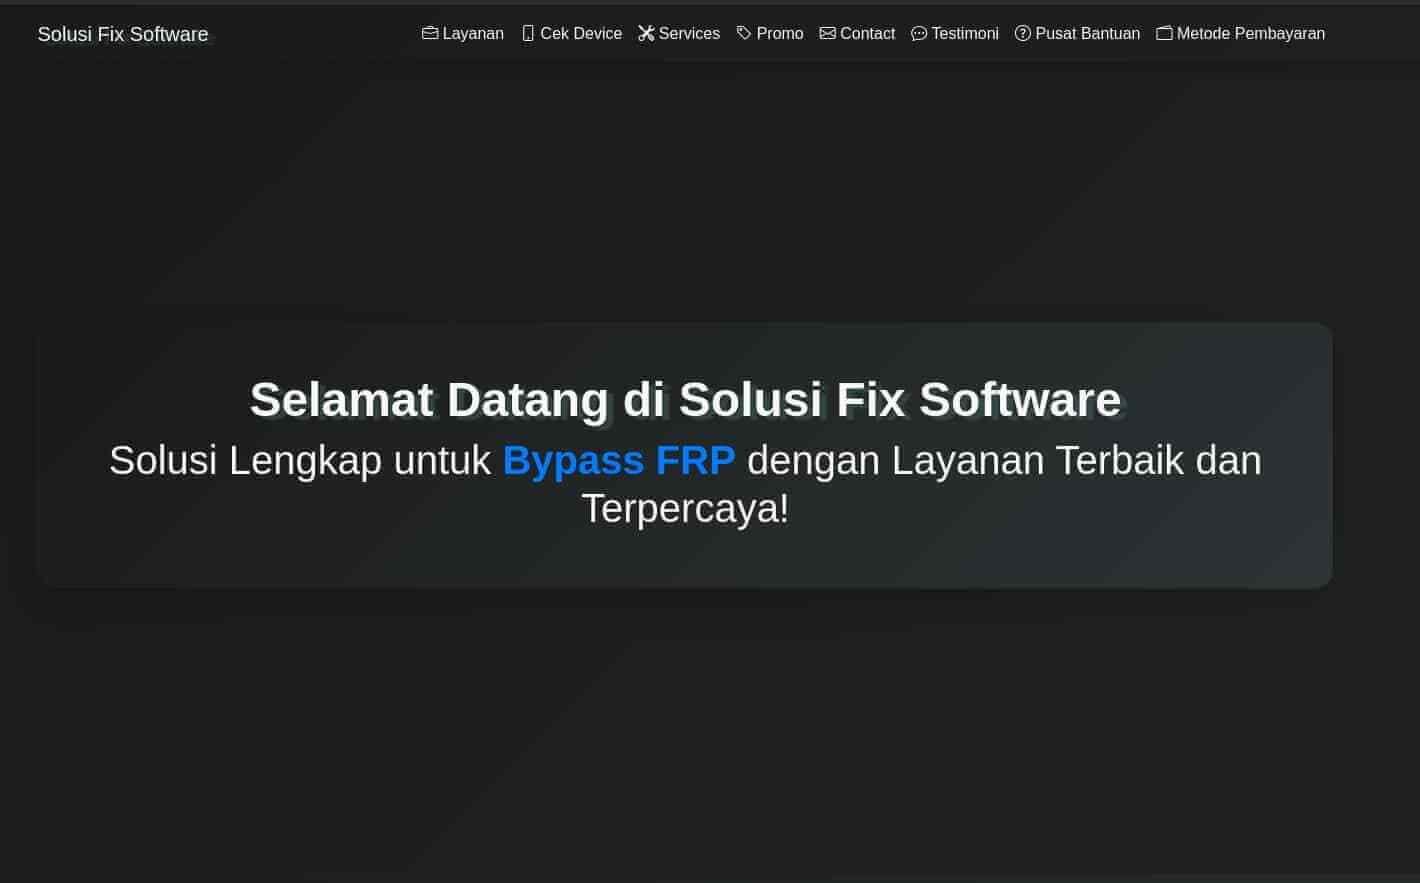 Solusi Fix Software
Layanan Cek Device Services Promo Contact Testimoni Pusat Bantuan Metode Pembayaran
Selamat Datang di Solusi Fix Software
Solusi Lengkap untuk Bypass FRP dengan Layanan Terbaik dan
Terpercaya!